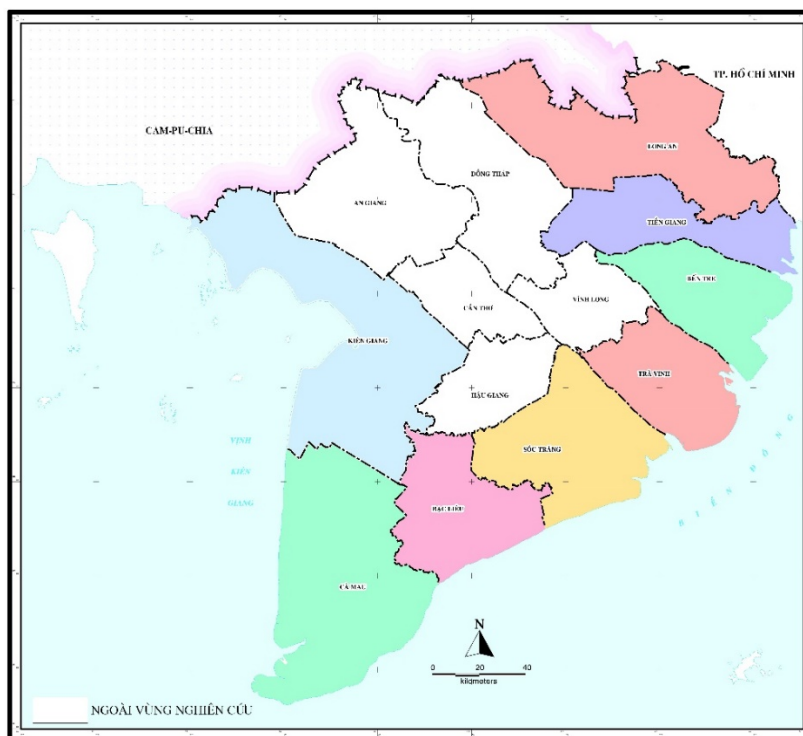 TP. HỒ CHÍ MINH
CAM-PU-CHIA
LONG AN
ĐỒNG THÁP
AN GIANG
TIỀN GIANG
BẾN TRE
CẦN THƠ
VĨNH LONG
KIÊN GIANG
TRÀ VINH
HẬU GIANG
SÓC TRĂNG
VỊNH
KIÊN
GIANG
BIỂN ĐÔNG
BẠC LIÊU
CÀ MAU
N
0 20 40
kilometers
NGOÀI VÙNG NGHIÊN CỨU